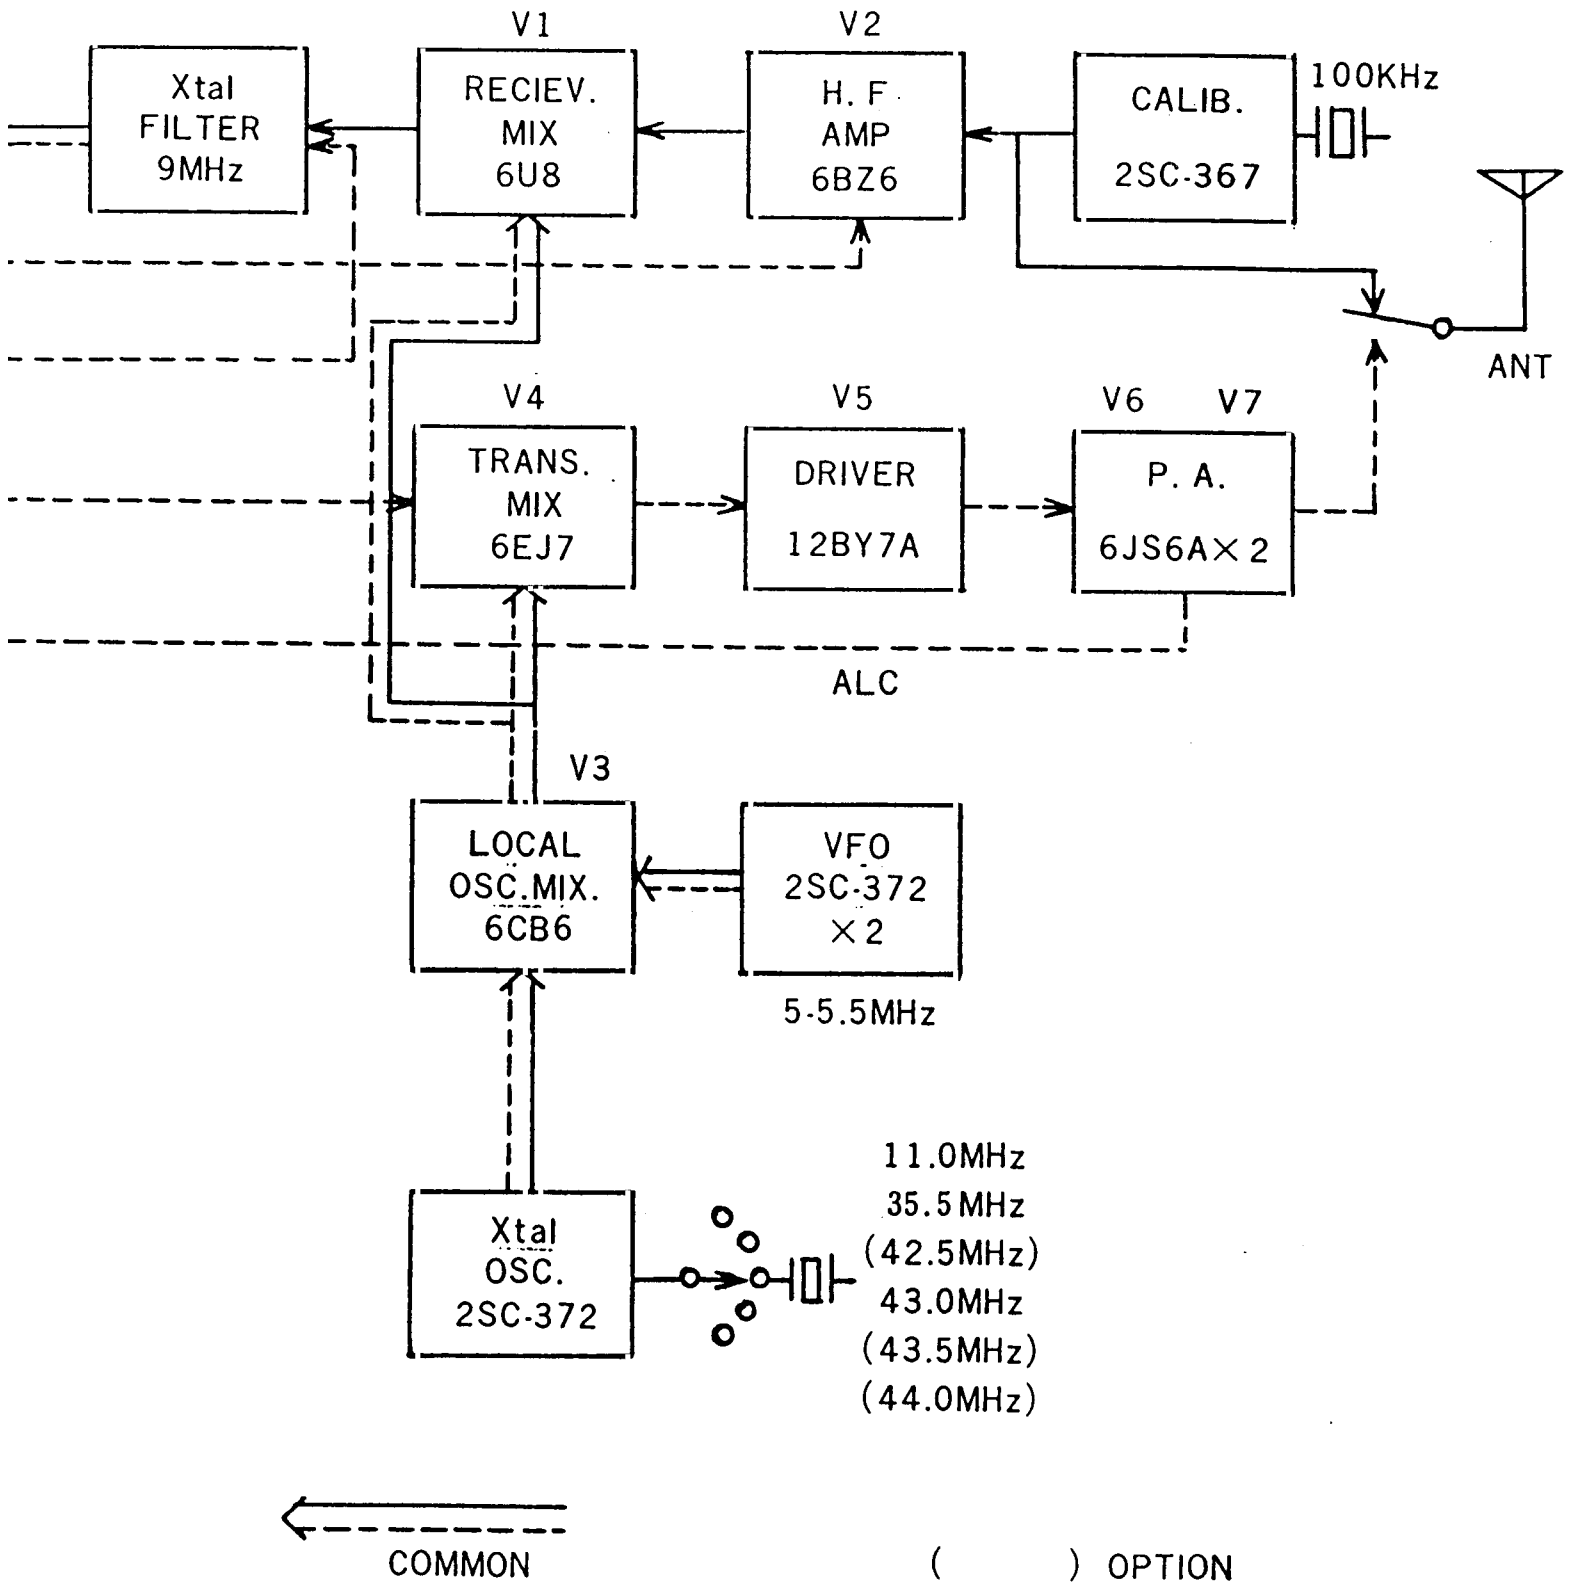 V1
V2
Xtal
FILTER
9MHz
RECIEV.
MIX
6U8
H. F
AMP
6BZ6
CALIB.
2SC-367
100KHz
ANT
V4
V5
V6 V7
TRANS.
MIX
6EJ7
DRIVER
12BY7A
P. A.
6JS6A×2
ALC
V3
LOCAL
OSC.MIX.
6CB6
VFO
2SC-372
×2
5-5.5MHz
Xtal
OSC.
2SC-372
11.0MHz
35.5MHz
(42.5MHz)
43.0MHz
(43.5MHz)
(44.0MHz)
COMMON
( ) OPTION